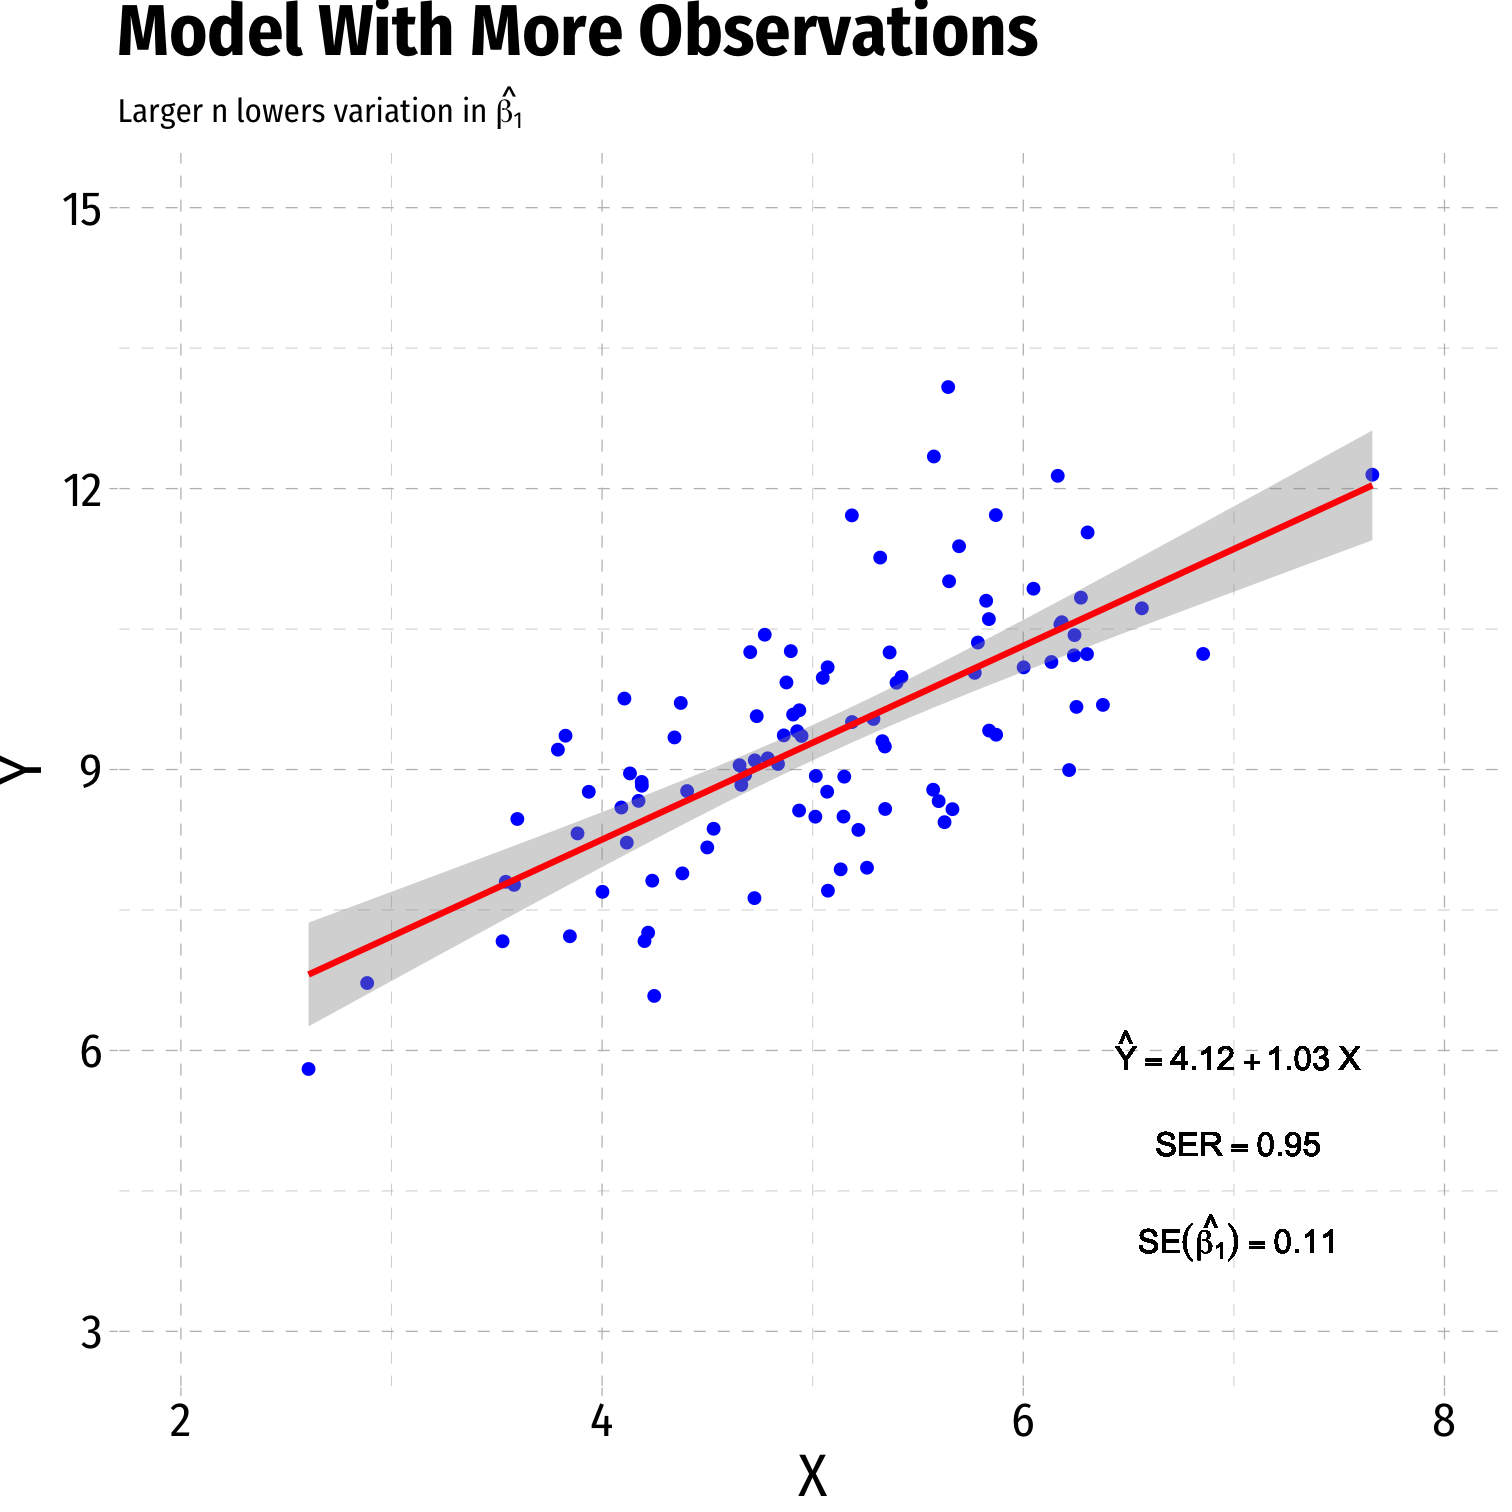 Model With More Observations
Larger n lowers variation in β̂₁
15
12
9
6
3
Y
Ŷ = 4.12 + 1.03 X
SER = 0.95
SE(β̂₁) = 0.11
2 4 6 8
X